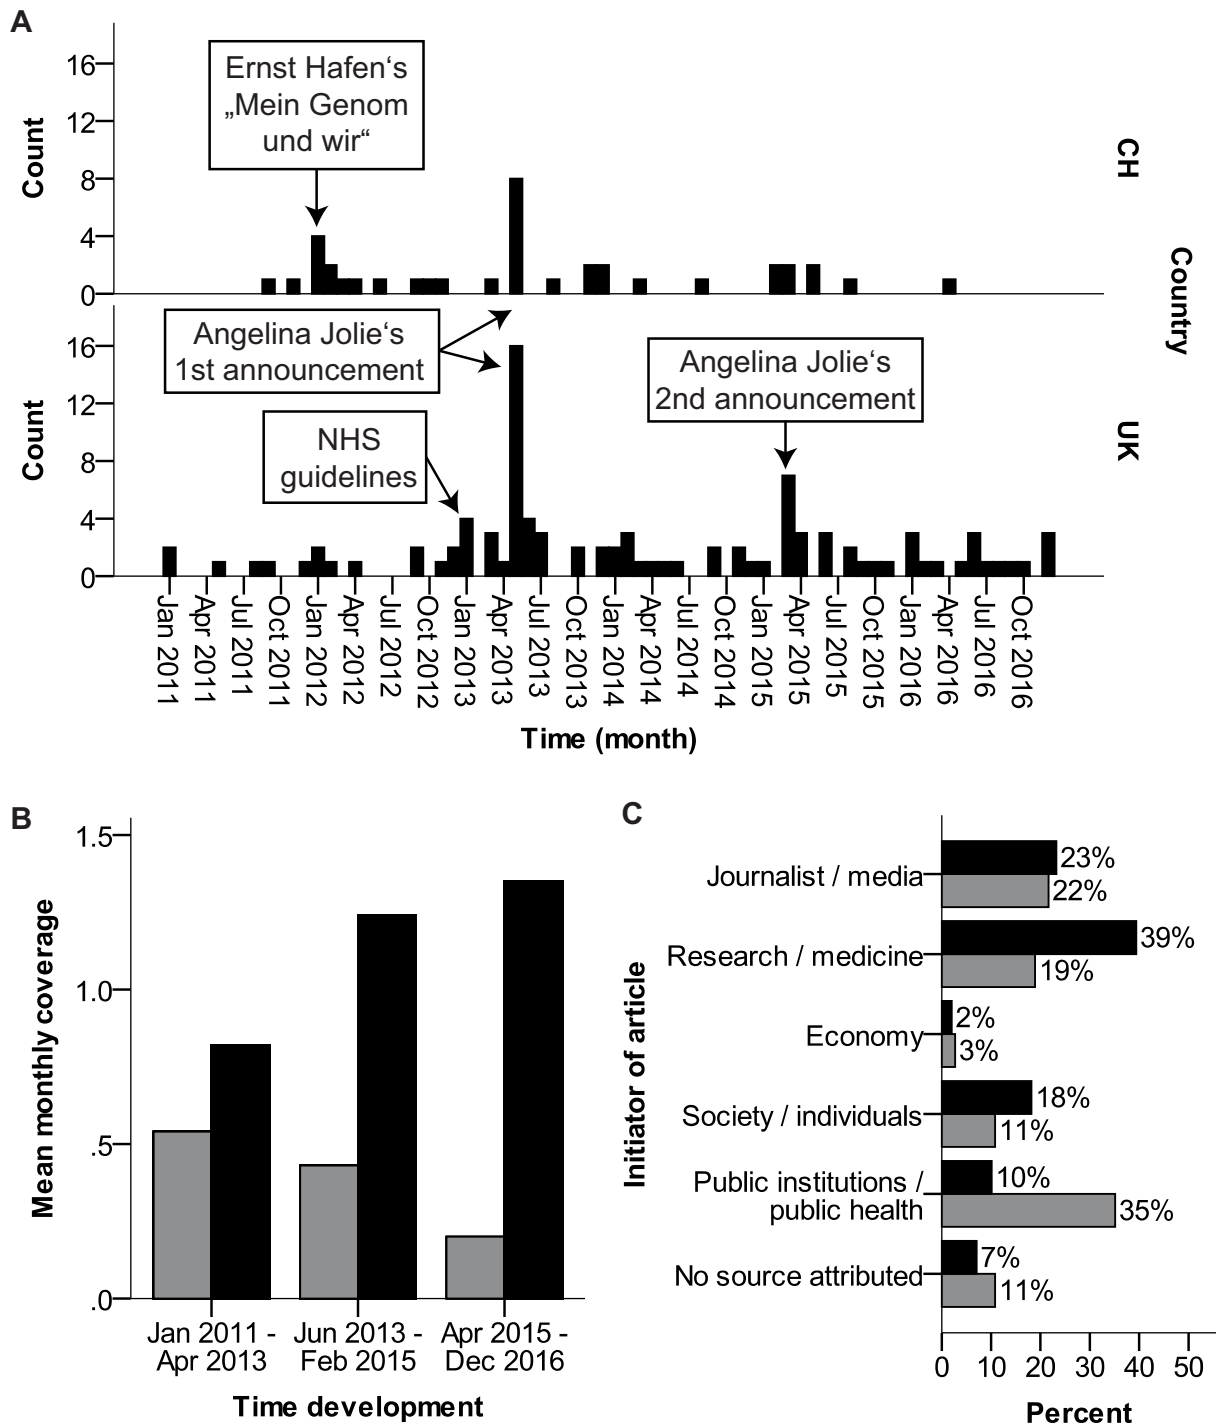 A
16
12
8
4
0
Count
Ernst Hafen‘s
„Mein Genom
und wir“
CH
Country
16
12
8
4
0
Count
Angelina Jolie‘s
1st announcement
NHS
guidelines
Angelina Jolie‘s
2nd announcement
UK
Jan 2011
Apr 2011
Jul 2011
Oct 2011
Jan 2012
Apr 2012
Jul 2012
Oct 2012
Jan 2013
Apr 2013
Jul 2013
Oct 2013
Jan 2014
Apr 2014
Jul 2014
Oct 2014
Jan 2015
Apr 2015
Jul 2015
Oct 2015
Jan 2016
Apr 2016
Jul 2016
Oct 2016
Time (month)
B
1.5
1.0
.5
.0
Mean monthly coverage
Jan 2011 -
Apr 2013
Jun 2013 -
Feb 2015
Apr 2015 -
Dec 2016
Time development
C
Initiator of article
Journalist / media
23%
22%
Research / medicine
39%
19%
Economy
2%
3%
Society / individuals
18%
11%
Public institutions /
public health
10%
35%
No source attributed
7%
11%
0 10 20 30 40 50
Percent